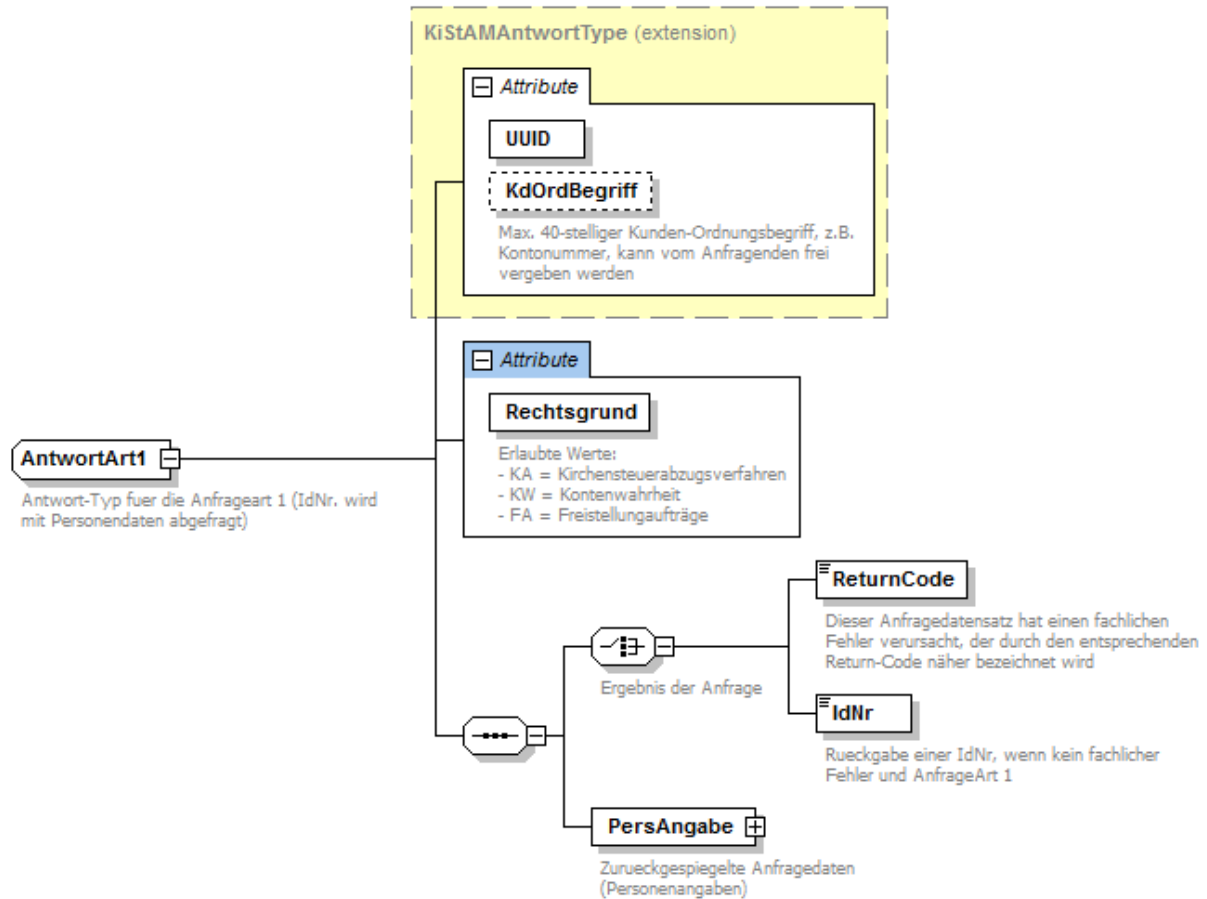 KiStAMAntwortType (extension)
Attribute
UUID
KdOrdBegriff
Max. 40-stelliger Kunden-Ordnungsbegriff, z.B.
Kontonummer, kann vom Anfragenden frei
vergeben werden
Attribute
Rechtsgrund
Erlaubte Werte:
- KA = Kirchensteuerabzugsverfahren
- KW = Kontenwahrheit
- FA = Freistellungaufträge
AntwortArt1
Antwort-Typ fuer die Anfrageart 1 (IdNr. wird
mit Personendaten abgefragt)
ReturnCode
Dieser Anfragedatensatz hat einen fachlichen
Fehler verursacht, der durch den entsprechenden
Return-Code näher bezeichnet wird
Ergebnis der Anfrage
IdNr
Rueckgabe einer IdNr, wenn kein fachlicher
Fehler und AnfrageArt 1
PersAngabe
Zurueckgespiegelte Anfragedaten
(Personenangaben)